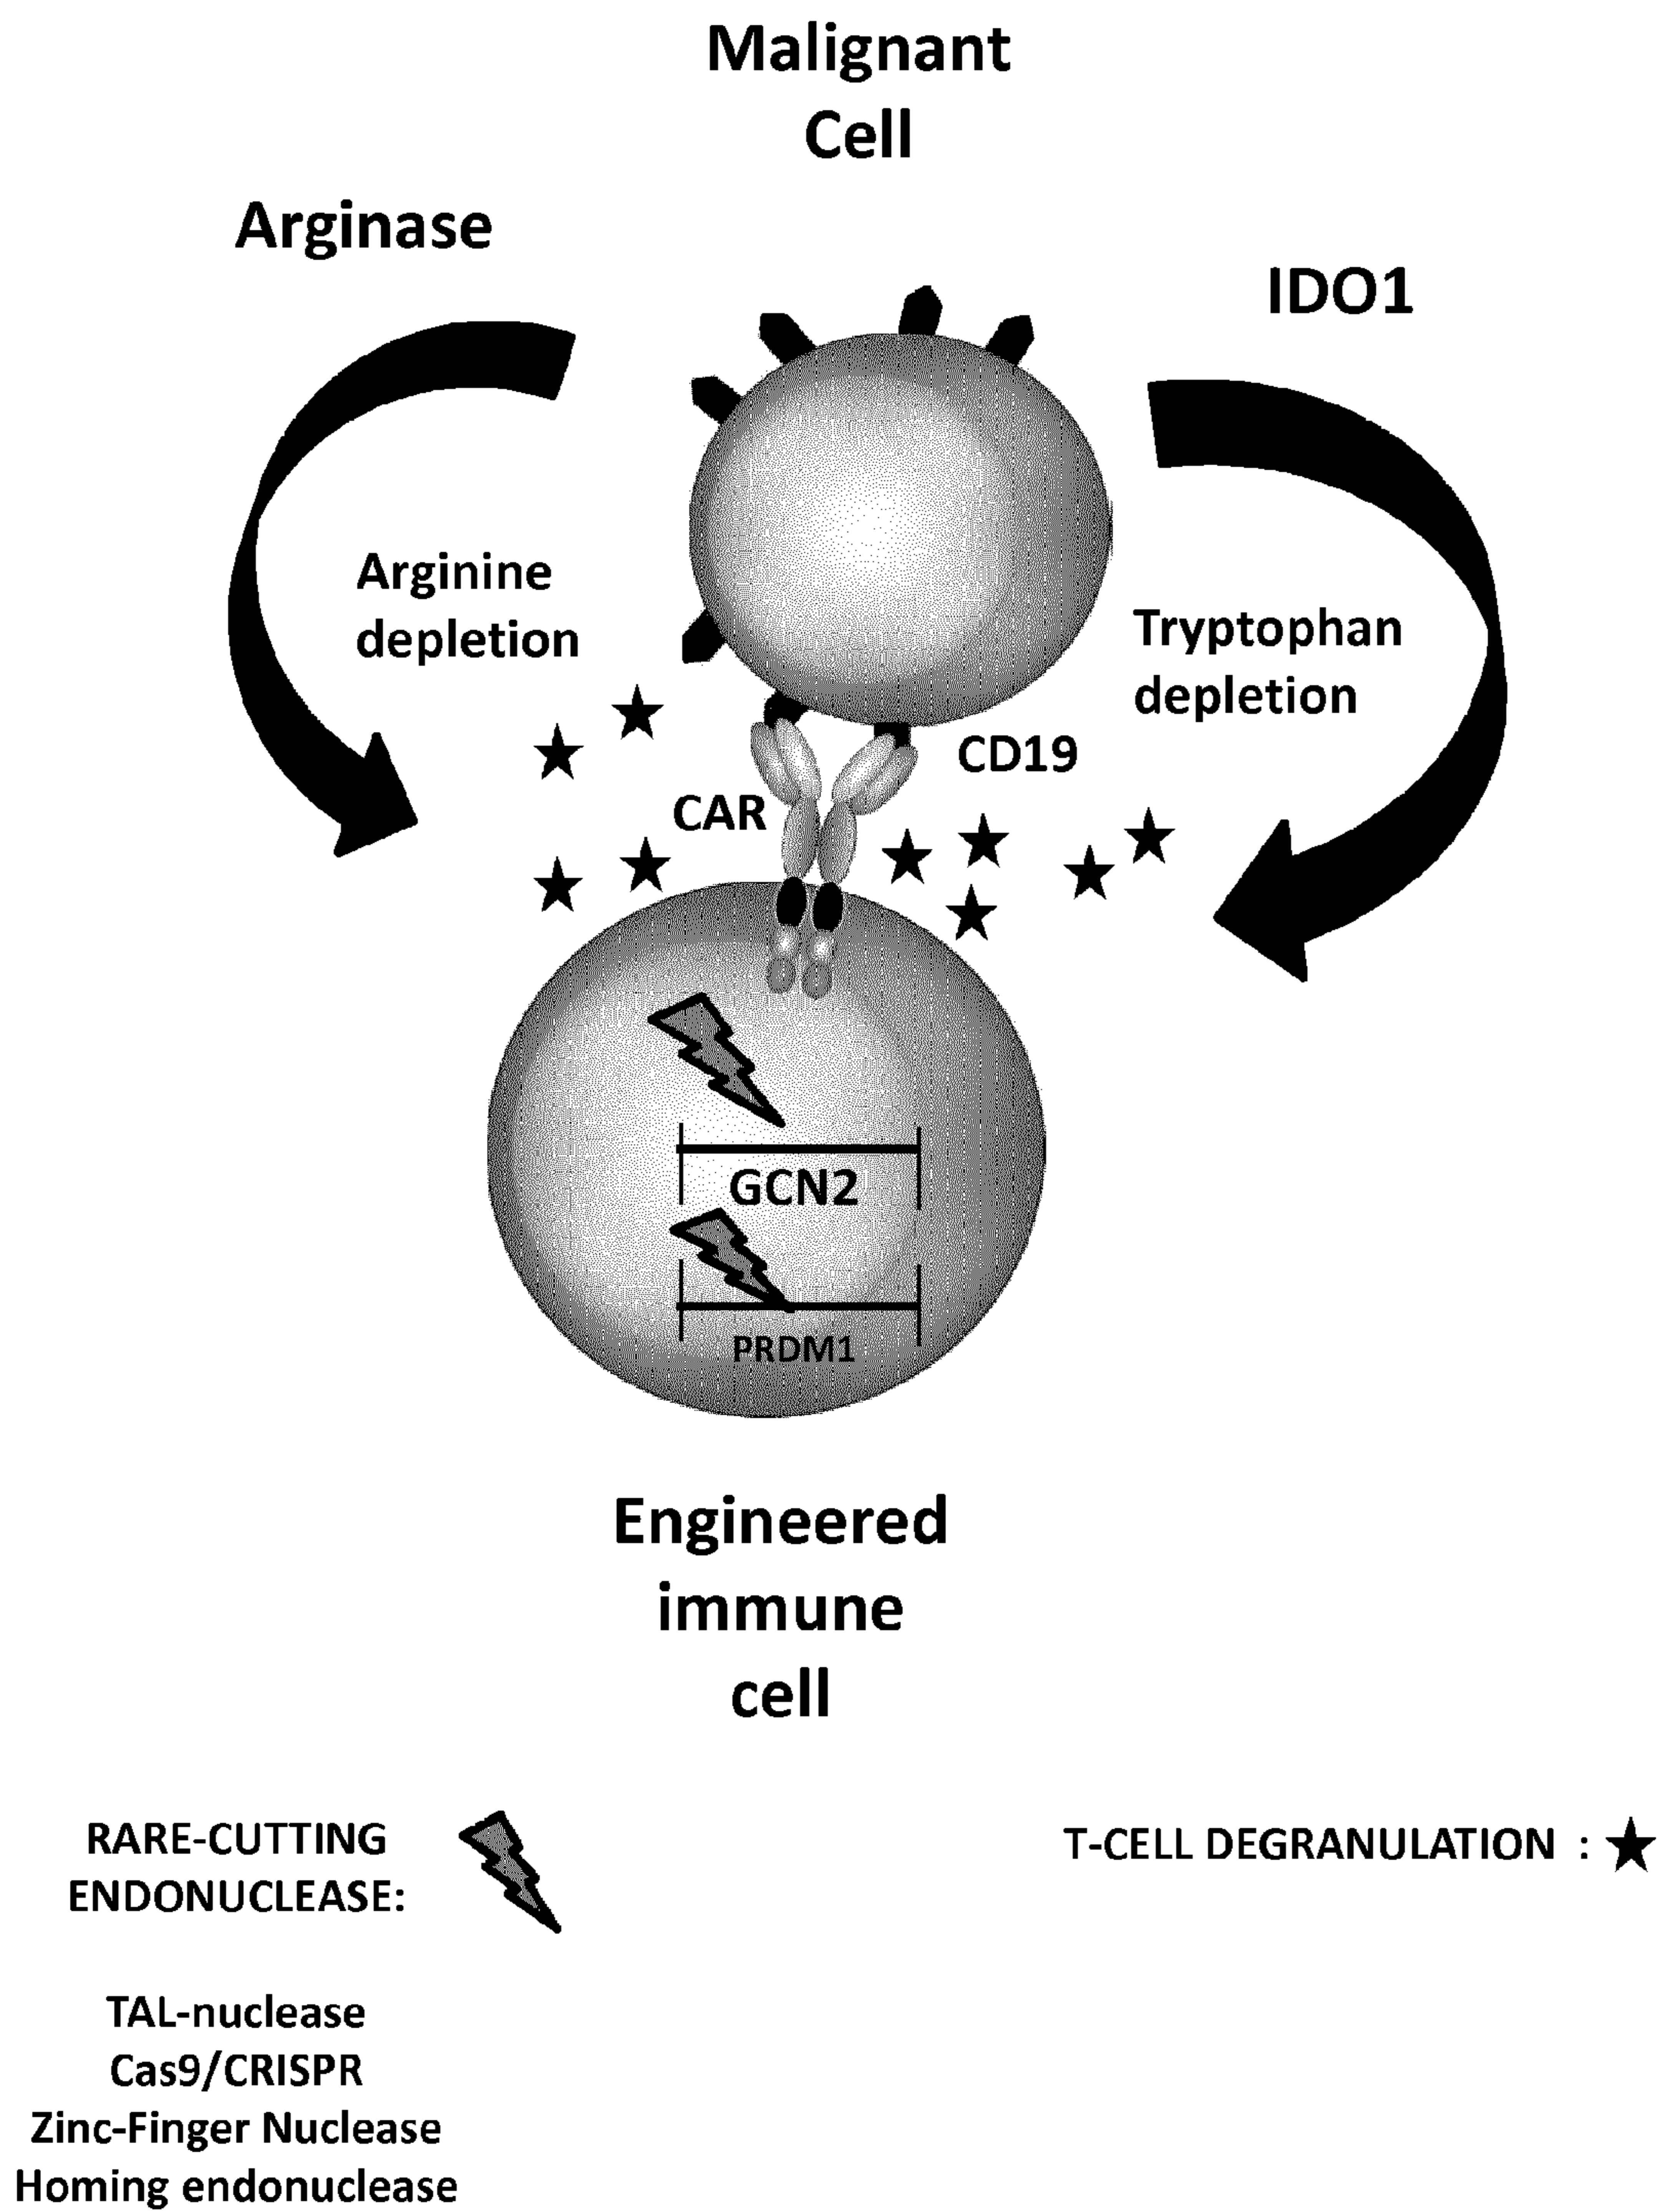 Malignant
Cell
Arginase
IDO1
Arginine
depletion
Tryptophan
depletion
CD19
CAR
GCN2
PRDM1
Engineered
immune
cell
RARE-CUTTING
ENDONUCLEASE:
T-CELL DEGRANULATION :
TAL-nuclease
Cas9/CRISPR
Zinc-Finger Nuclease
Homing endonuclease